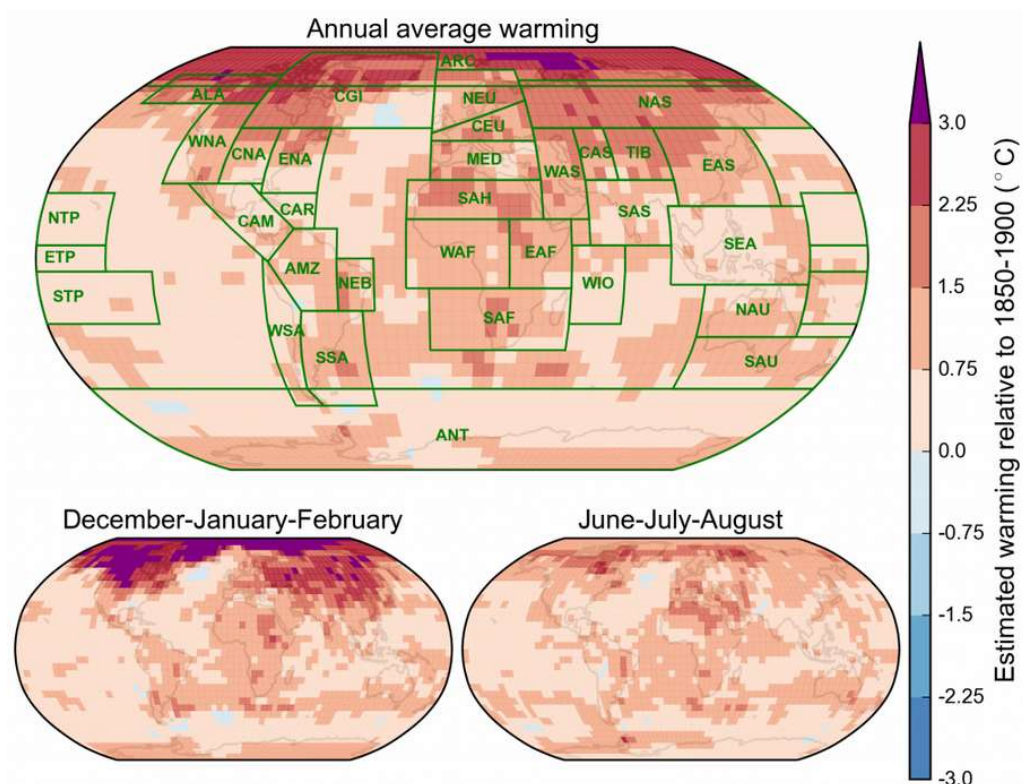 Annual average warming
ARC
ALA
CGI
NEU
NAS
CEU
WNA
CNA
ENA
MED
WAS
CAS
TIB
EAS
SAH
NTP
CAM
CAR
SAS
SEA
ETP
AMZ
WAF
EAF
STP
NEB
WIO
NAU
WSA
SSA
SAF
SAU
ANT
December-January-February
June-July-August
3.0
2.25
1.5
0.75
0.0
-0.75
-1.5
-2.25
-3.0
Estimated warming relative to 1850-1900 (°C)